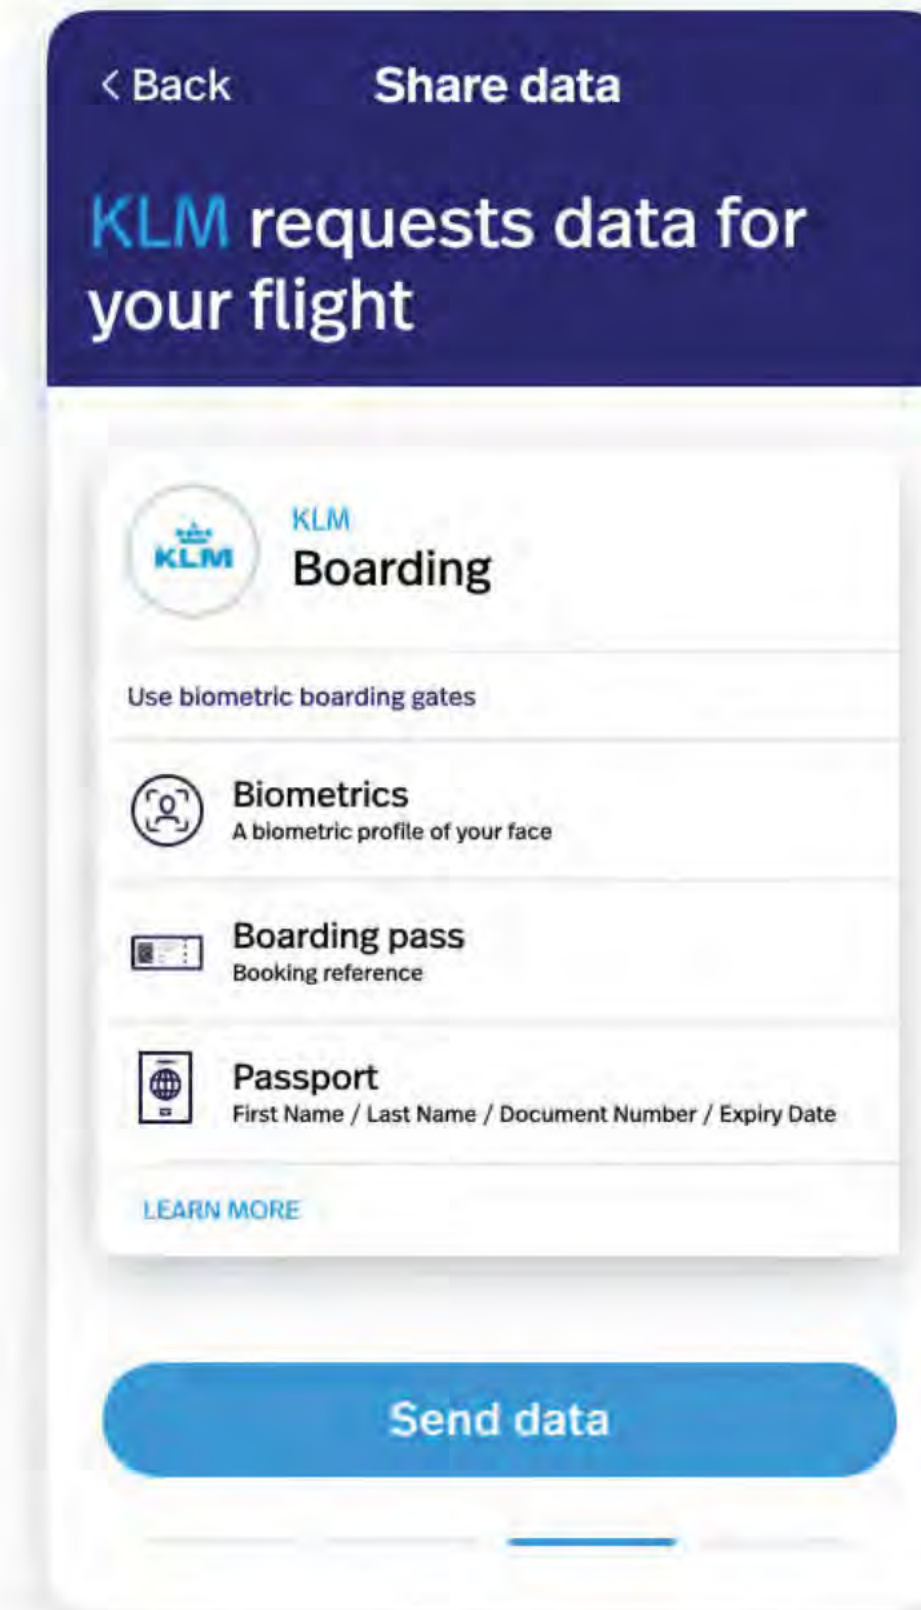 < Back Share data
KLM requests data for
your flight
KLM
KLM
Boarding
Use biometric boarding gates
Biometrics
A biometric profile of your face
Boarding pass
Booking reference
Passport
First Name / Last Name / Document Number / Expiry Date
LEARN MORE
Send data